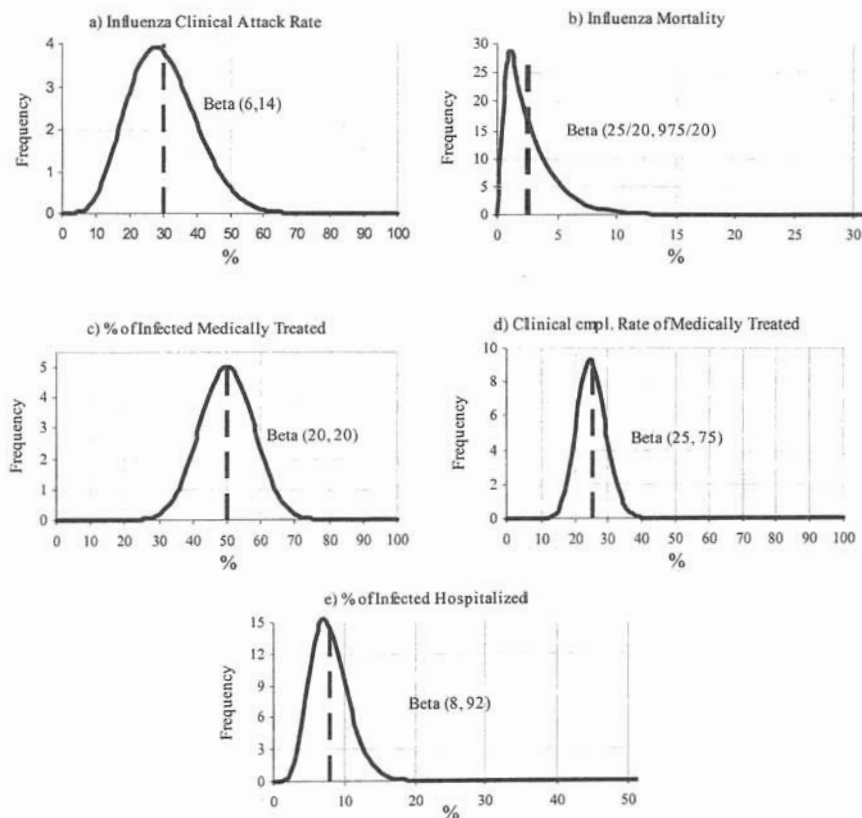 a) Influenza Clinical Attack Rate
4
3
2
1
0
Frequency
Beta (6,14)
0 10 20 30 40 50 60 70 80 90 100
%
b) Influenza Mortality
30
25
20
15
10
5
0
Frequency
Beta (25/20, 975/20)
0 5 10 15 20 25 30
%
c) % of Infected Medically Treated
5
4
3
2
1
0
Frequency
Beta (20, 20)
0 10 20 30 40 50 60 70 80 90 100
%
d) Clinical cmpl. Rate of Medically Treated
10
8
6
4
2
0
Frequency
Beta (25, 75)
0 10 20 30 40 50 60 70 80 90 100
%
e) % of Infected Hospitalized
15
12
9
6
3
0
Frequency
Beta (8, 92)
0 10 20 30 40 50
%